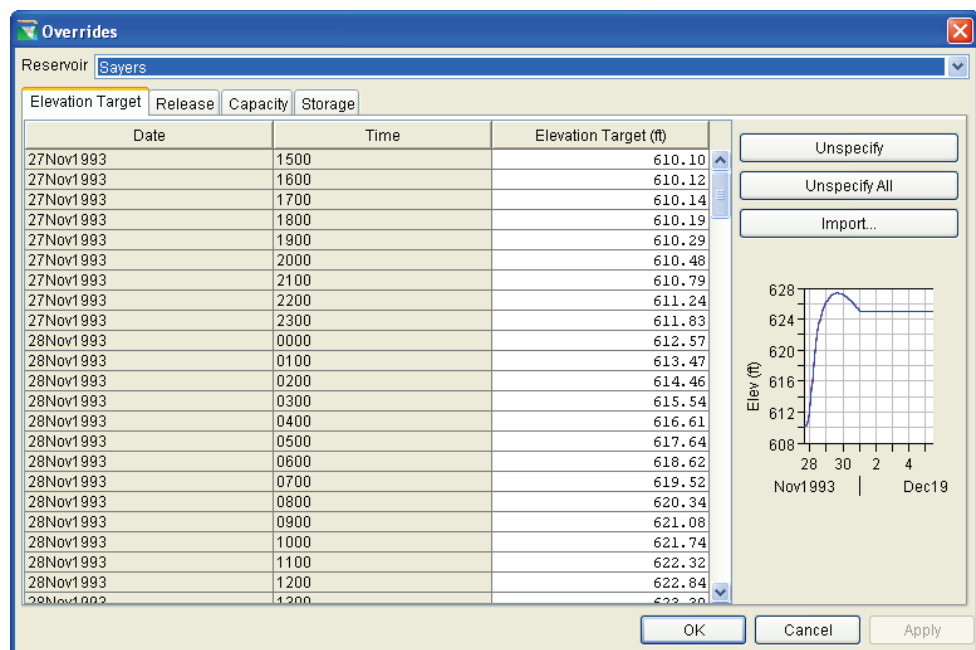 Overrides
Reservoir Sayers
Elevation Target Release Capacity Storage
Date Time Elevation Target (ft)
27Nov1993 1500 610.10
27Nov1993 1600 610.12
27Nov1993 1700 610.14
27Nov1993 1800 610.19
27Nov1993 1900 610.29
27Nov1993 2000 610.48
27Nov1993 2100 610.79
27Nov1993 2200 611.24
27Nov1993 2300 611.83
28Nov1993 0000 612.57
28Nov1993 0100 613.47
28Nov1993 0200 614.46
28Nov1993 0300 615.54
28Nov1993 0400 616.61
28Nov1993 0500 617.64
28Nov1993 0600 618.62
28Nov1993 0700 619.52
28Nov1993 0800 620.34
28Nov1993 0900 621.08
28Nov1993 1000 621.74
28Nov1993 1100 622.32
28Nov1993 1200 622.84
28Nov1993 1300
Unspecify
Unspecify All
Import...
628
624
620
616
612
608
Elev (ft)
28 30 2 4
Nov1993 Dec19
OK Cancel Apply